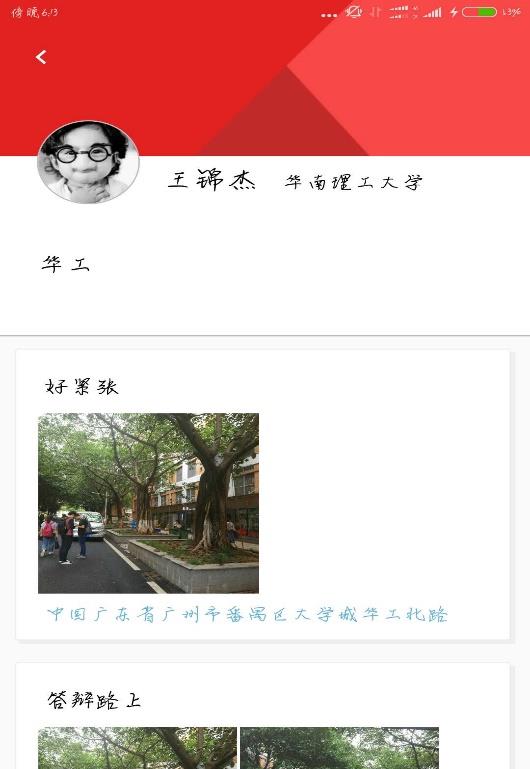 傍晚6:13 13%
王锦杰 华南理工大学
华工
好紧张
中国广东省广州市番禺区大学城华工北路
答辩路上